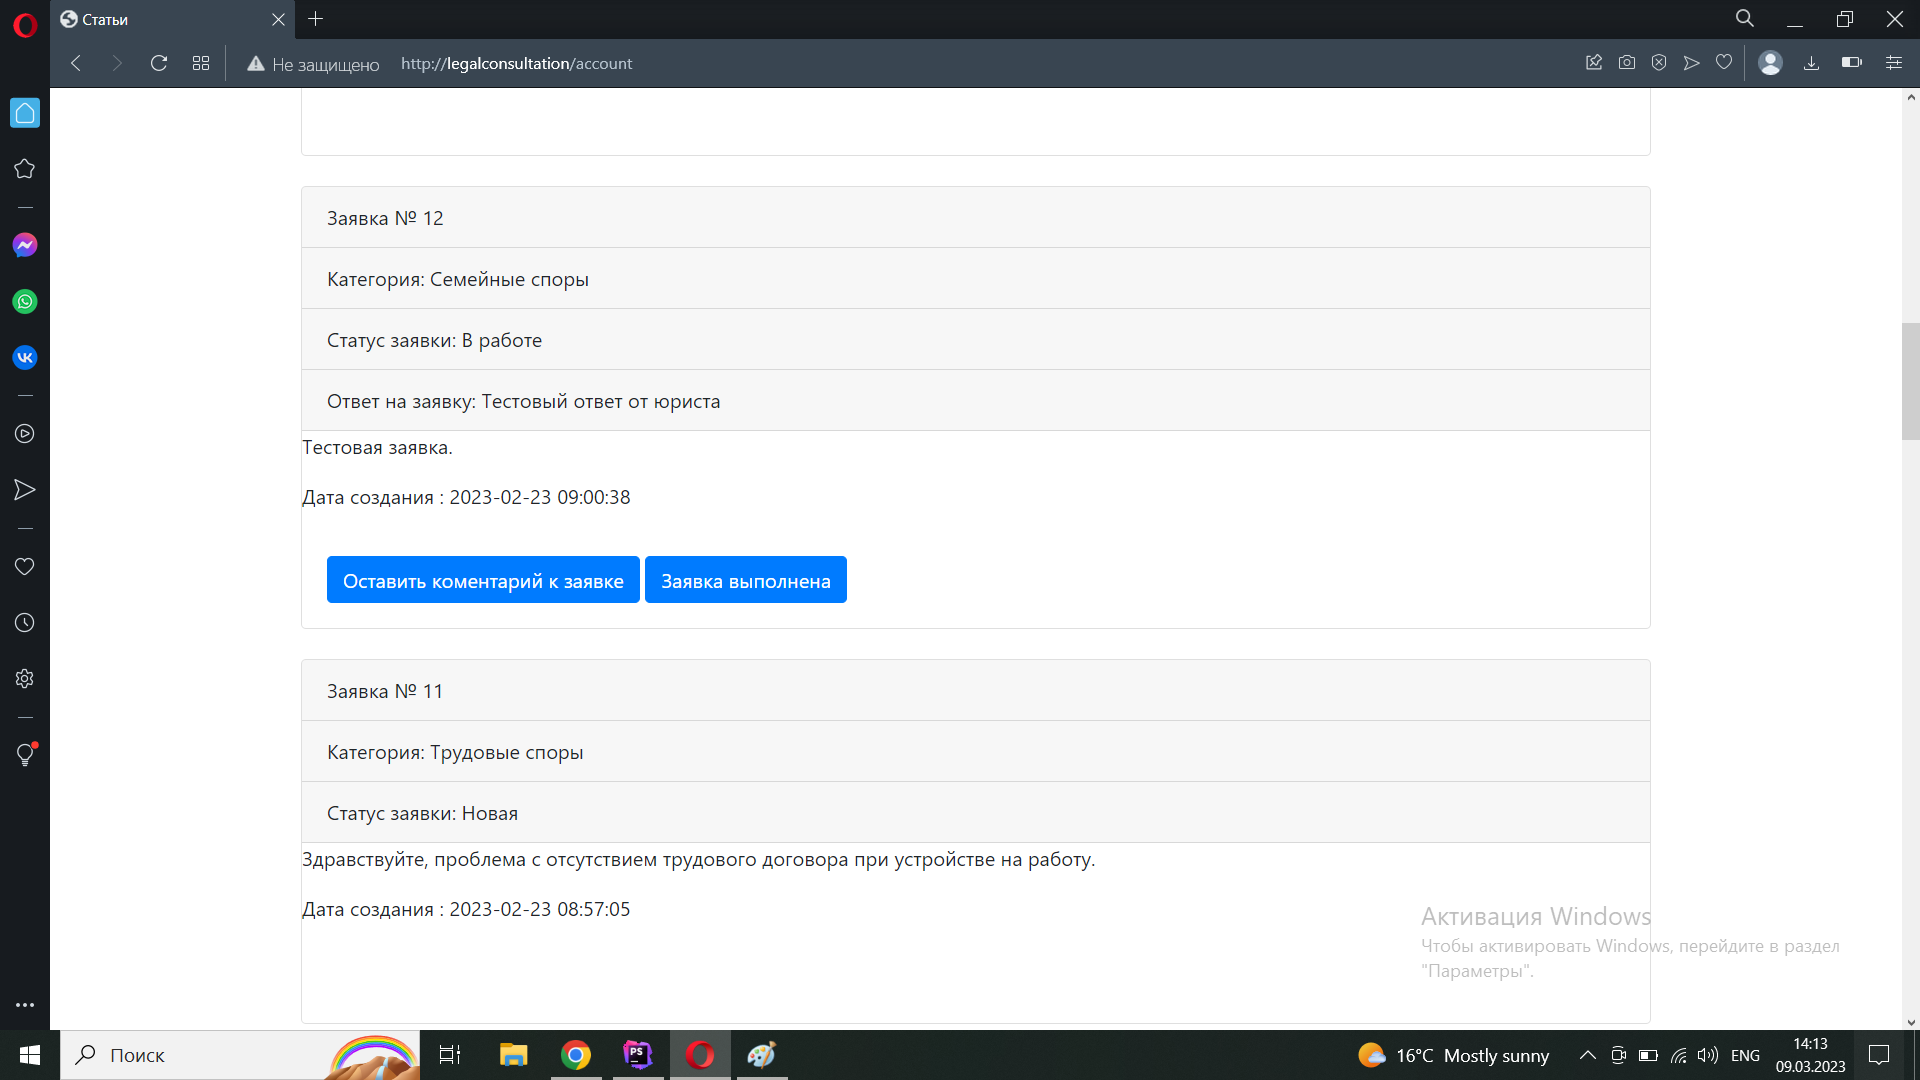 Статьи
Не защищено
http://legalconsultation/account
Заявка № 12
Категория: Семейные споры
Статус заявки: В работе
Ответ на заявку: Тестовый ответ от юриста
Тестовая заявка.
Дата создания : 2023-02-23 09:00:38
Оставить коментарий к заявке
Заявка выполнена
Заявка № 11
Категория: Трудовые споры
Статус заявки: Новая
Здравствуйте, проблема с отсутствием трудового договора при устройстве на работу.
Дата создания : 2023-02-23 08:57:05
Активация Windows
Чтобы активировать Windows, перейдите в раздел
"Параметры".
Поиск
PS
16°C Mostly sunny
ENG
14:13
09.03.2023